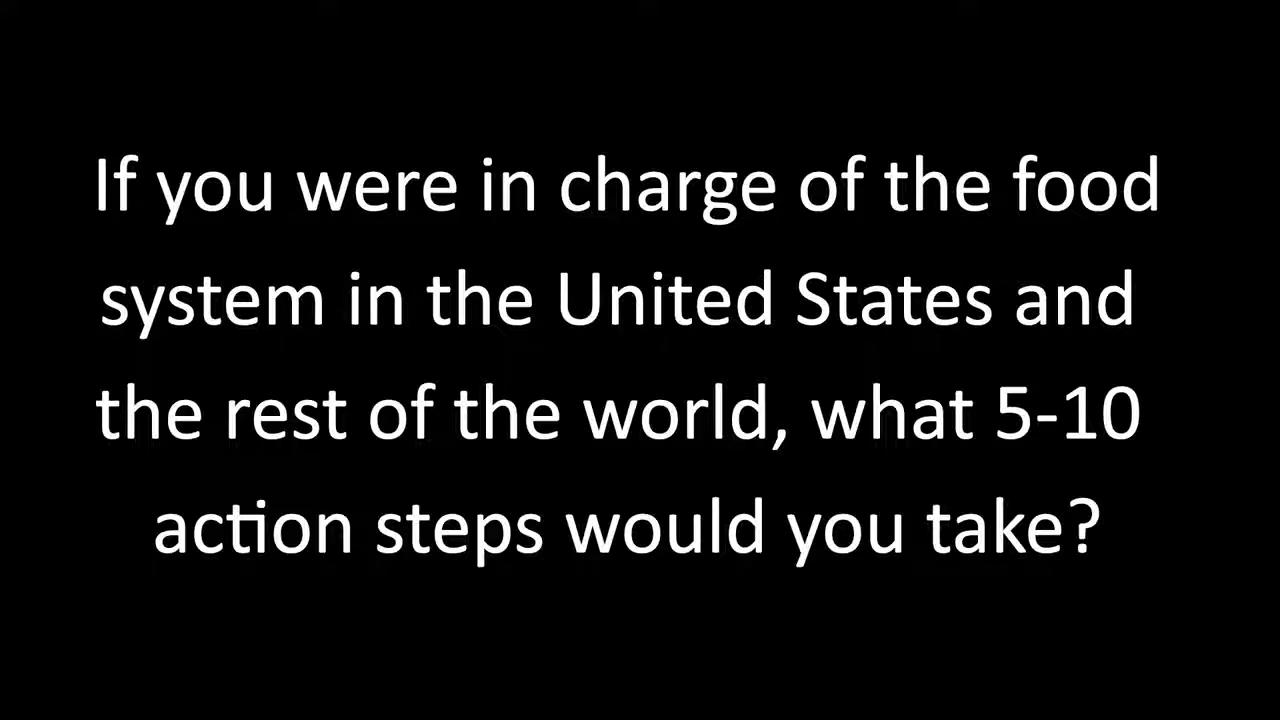 If you were in charge of the food
system in the United States and
the rest of the world, what 5-10
action steps would you take?